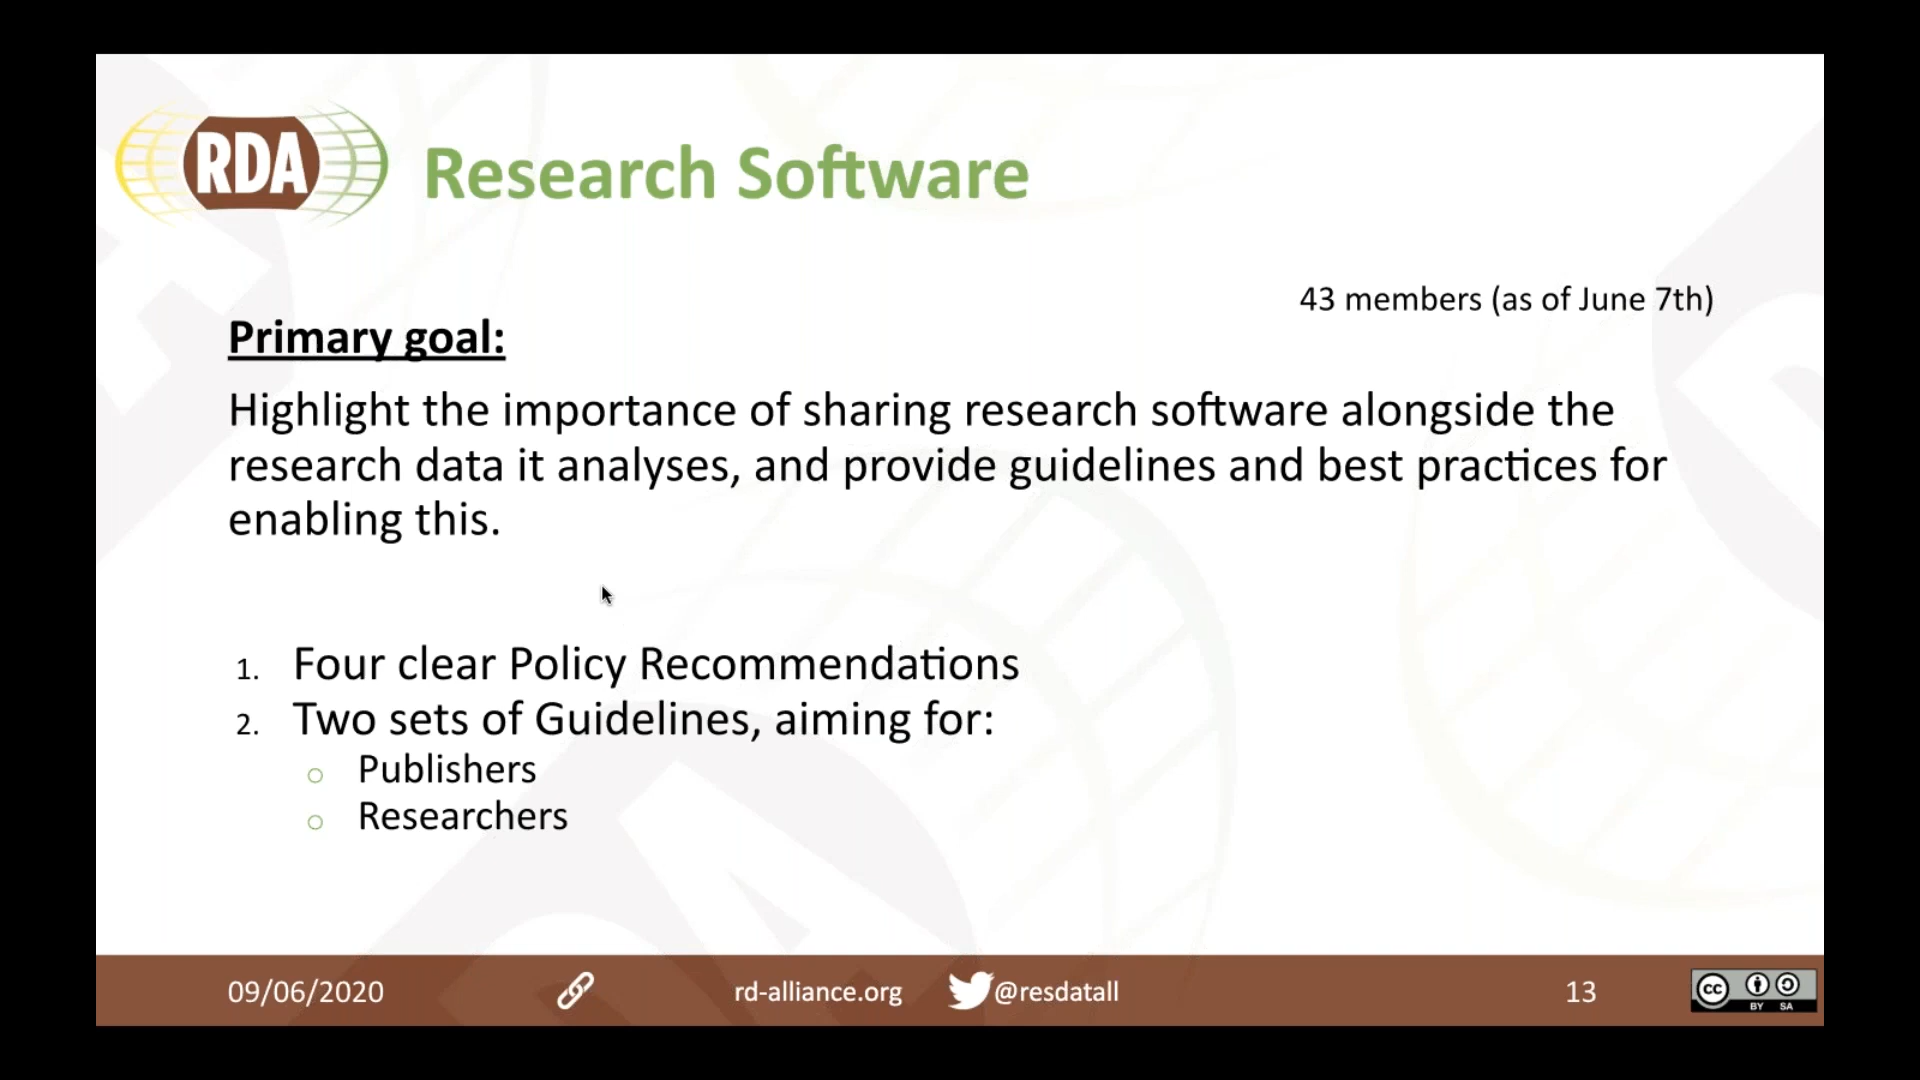 RDA
Research Software
43 members (as of June 7th)
Primary goal:
Highlight the importance of sharing research software alongside the
research data it analyses, and provide guidelines and best practices for
enabling this.
1. Four clear Policy Recommendations
2. Two sets of Guidelines, aiming for:
○ Publishers
○ Researchers
09/06/2020 rd-alliance.org @resdatall 13
cc BY SA